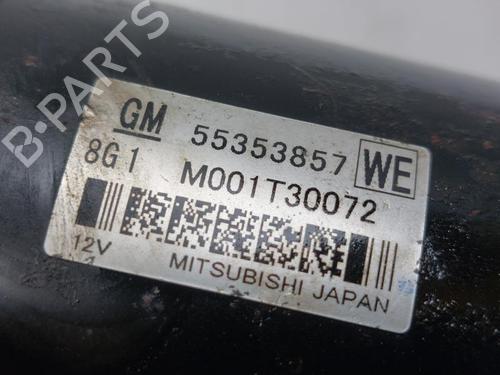 B-PARTS
GM 55353857 WE
8G1 M001T30072
12V
MITSUBISHI JAPAN